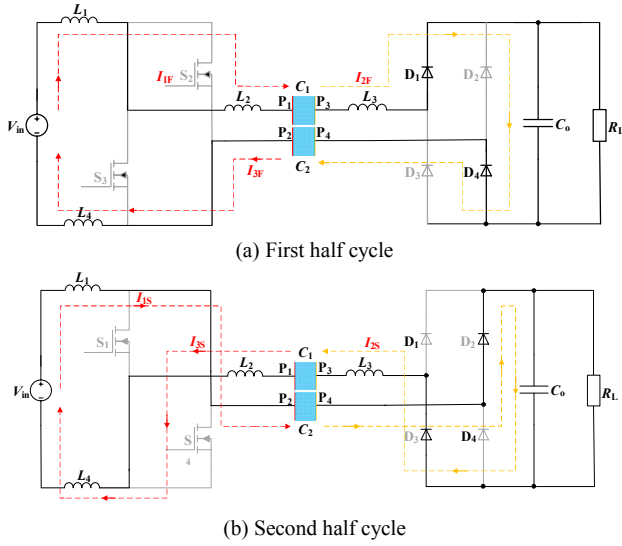 L1
S2
I1F
I2F
C1
D1
D2
L2
P1
P3
L3
Vin
P2
P4
Co
RL
S3
I3F
C2
D3
D4
L4
(a) First half cycle
L1
I1S
S1
I3S
I2S
D1
D2
C1
L2
P1
P3
L3
Vin
P2
P4
Co
RL
S
4
C2
D3
D4
L4
(b) Second half cycle